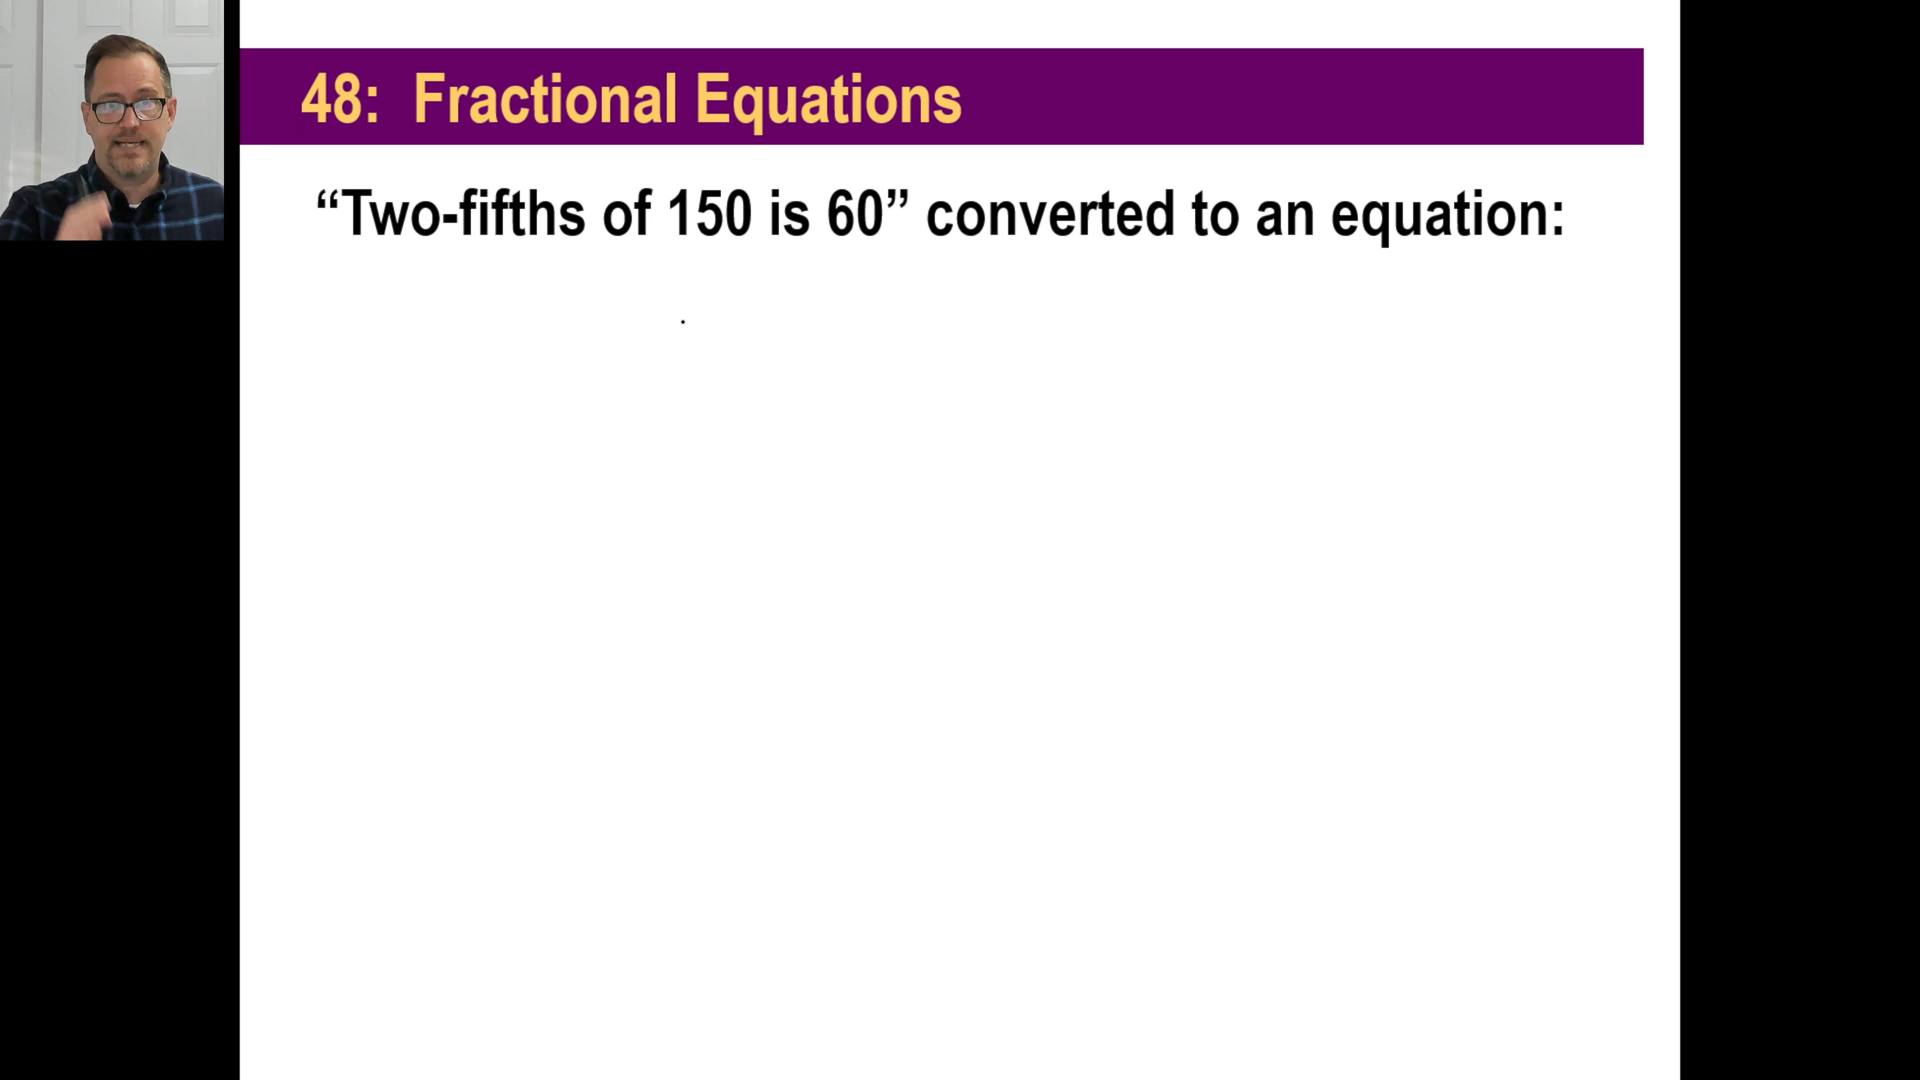 48: Fractional Equations
“Two-fifths of 150 is 60” converted to an equation: